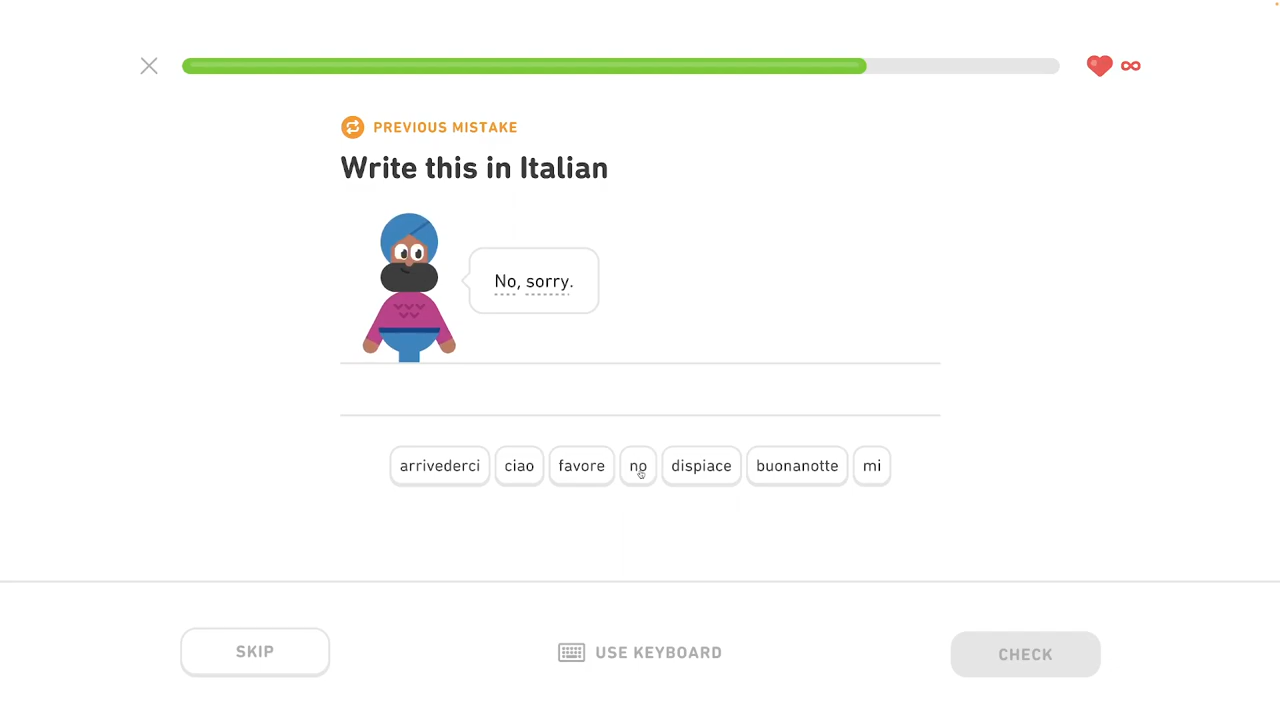 PREVIOUS MISTAKE
Write this in Italian
No, sorry.
arrivederci ciao favore no dispiace buonanotte mi
SKIP USE KEYBOARD CHECK